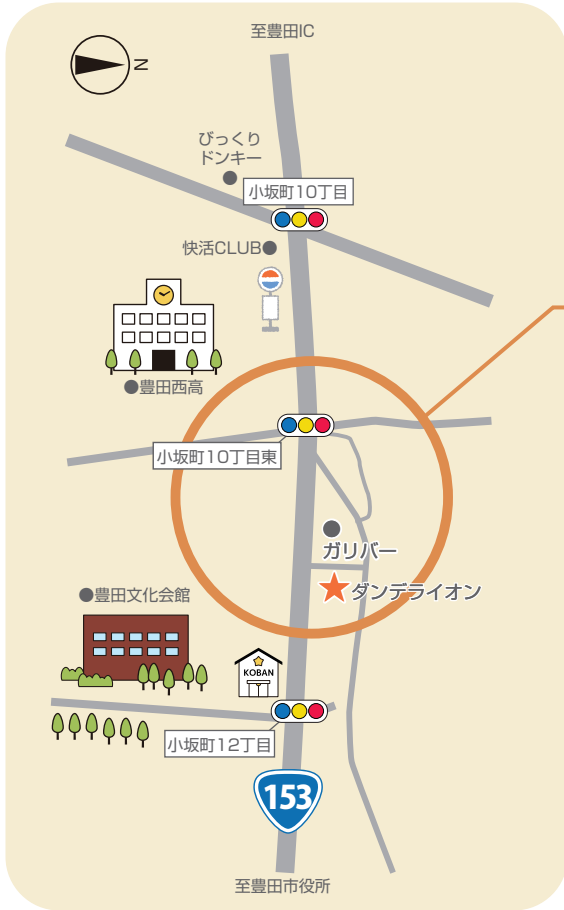 至豊田IC
N
びっくり
ドンキー
小坂町10丁目
快活CLUB
豊田西高
小坂町10丁目東
ガリバー
ダンデライオン
豊田文化会館
KOBAN
小坂町12丁目
153
至豊田市役所